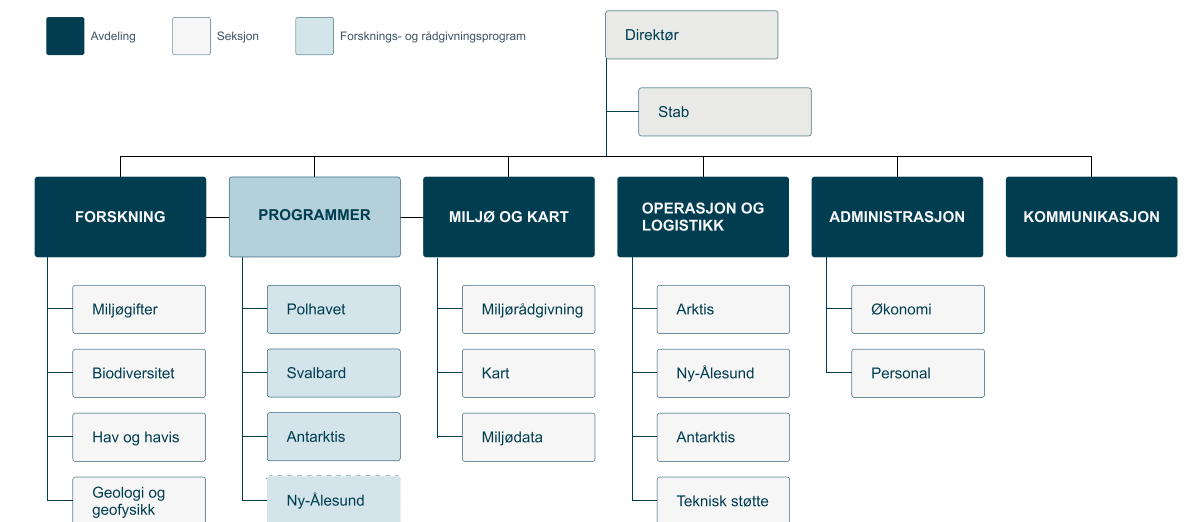 Avdeling
Seksjon
Forsknings- og rådgivningsprogram
Direktør
Stab
FORSKNING
PROGRAMMER
MILJØ OG KART
OPERASJON OG
LOGISTIKK
ADMINISTRASJON
KOMMUNIKASJON
Miljøgifter
Biodiversitet
Hav og havis
Geologi og
geofysikk
Polhavet
Svalbard
Antarktis
Ny-Ålesund
Miljørådgivning
Kart
Miljødata
Arktis
Ny-Ålesund
Antarktis
Teknisk støtte
Økonomi
Personal